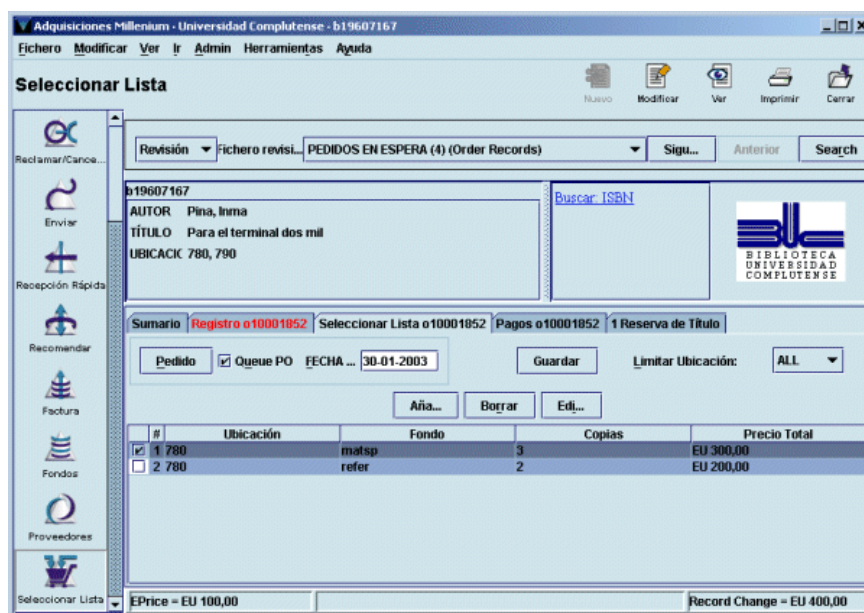 Adquisiciones Millenium · Universidad Complutense · b19607167
Fichero Modificar Ver Ir Admin Herramientas Ayuda
Seleccionar Lista
Nuevo Modificar Ver Imprimir Cerrar
Reclamar/Cance...
Enviar
Recepción Rápida
Recomendar
Factura
Fondos
Proveedores
Seleccionar Lista
Revisión Fichero revisi... PEDIDOS EN ESPERA (4) (Order Records) Sigu... Anterior Search
b19607167
AUTOR Pina, Inma
TÍTULO Para el terminal dos mil
UBICACIC 780, 790
Buscar: ISBN
BIBLIOTECA
UNIVERSIDAD
COMPLUTENSE
Sumario Registro o10001852 Seleccionar Lista o10001852 Pagos o10001852 1 Reserva de Título
Pedido Queue PO FECHA ... 30-01-2003 Guardar Limitar Ubicación: ALL
Aña... Borrar Edi...
# Ubicación Fondo Copias Precio Total
1 780 matsp 3 EU 300,00
2 780 refer 2 EU 200,00
EPrice = EU 100,00 Record Change = EU 400,00